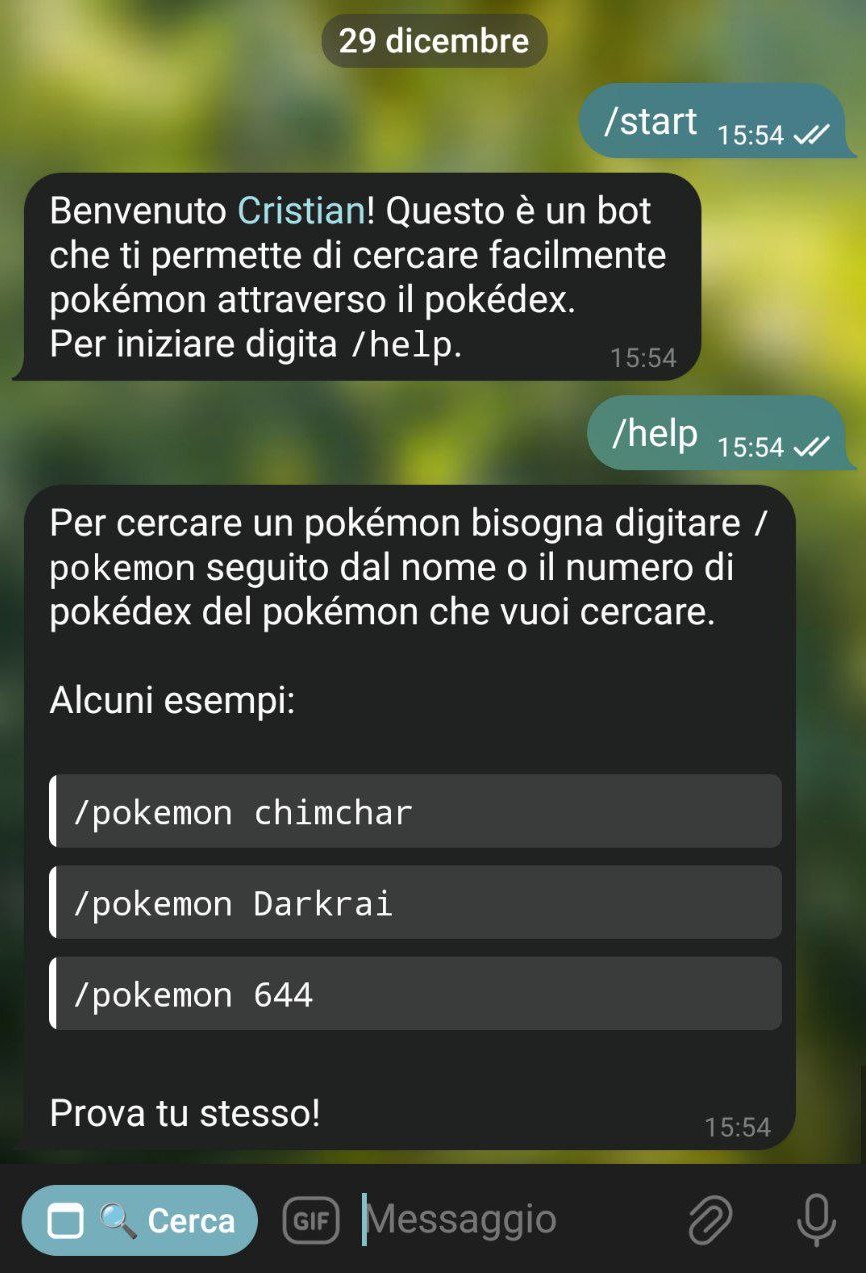 29 dicembre
/start 15:54
Benvenuto Cristian! Questo è un bot
che ti permette di cercare facilmente
pokémon attraverso il pokédex.
Per iniziare digita /help.
15:54
/help 15:54
Per cercare un pokémon bisogna digitare /
pokemon seguito dal nome o il numero di
pokédex del pokémon che vuoi cercare.
Alcuni esempi:
/pokemon chimchar
/pokemon Darkrai
/pokemon 644
Prova tu stesso!
15:54
Cerca GIF Messaggio